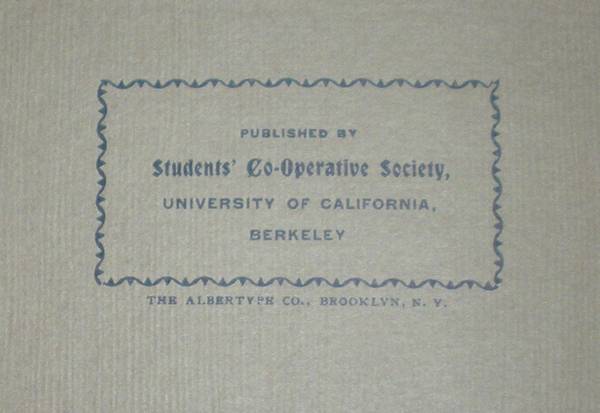 PUBLISHED BY
Students' Co-Operative Society,
UNIVERSITY OF CALIFORNIA,
BERKELEY
THE ALBERTYPE CO., BROOKLYN, N. Y.